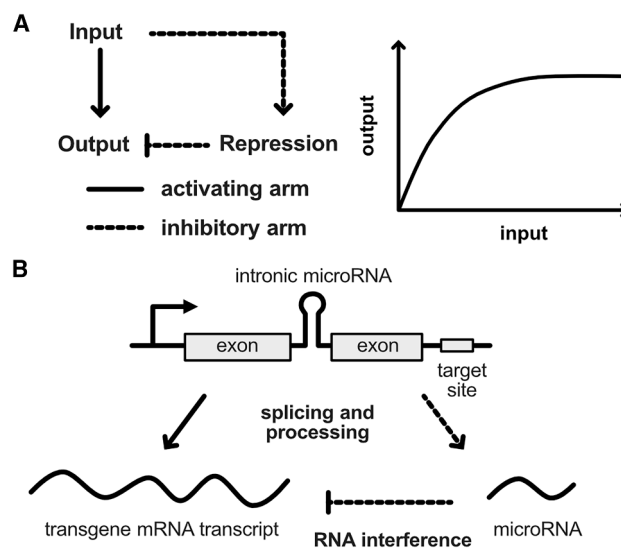 A
Input
Output
Repression
activating arm
inhibitory arm
output
input
B
intronic microRNA
exon
exon
target
site
splicing and
processing
transgene mRNA transcript
RNA interference
microRNA